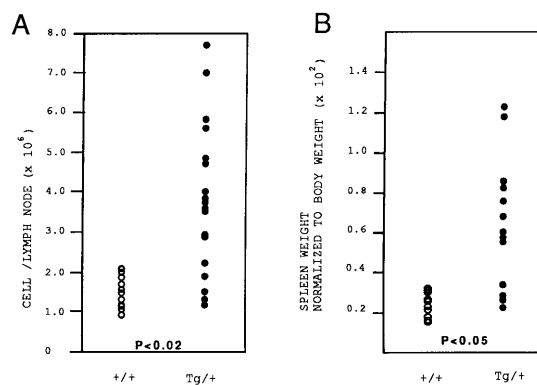 A
CELL /LYMPH NODE (x 10⁶)
8.0
7.0
6.0
5.0
4.0
3.0
2.0
1.0
0
P<0.02
+/+ Tg/+
B
SPLEEN WEIGHT
NORMALIZED TO BODY WEIGHT (x 10²)
1.4
1.2
1.0
0.8
0.6
0.4
0.2
P<0.05
+/+ Tg/+